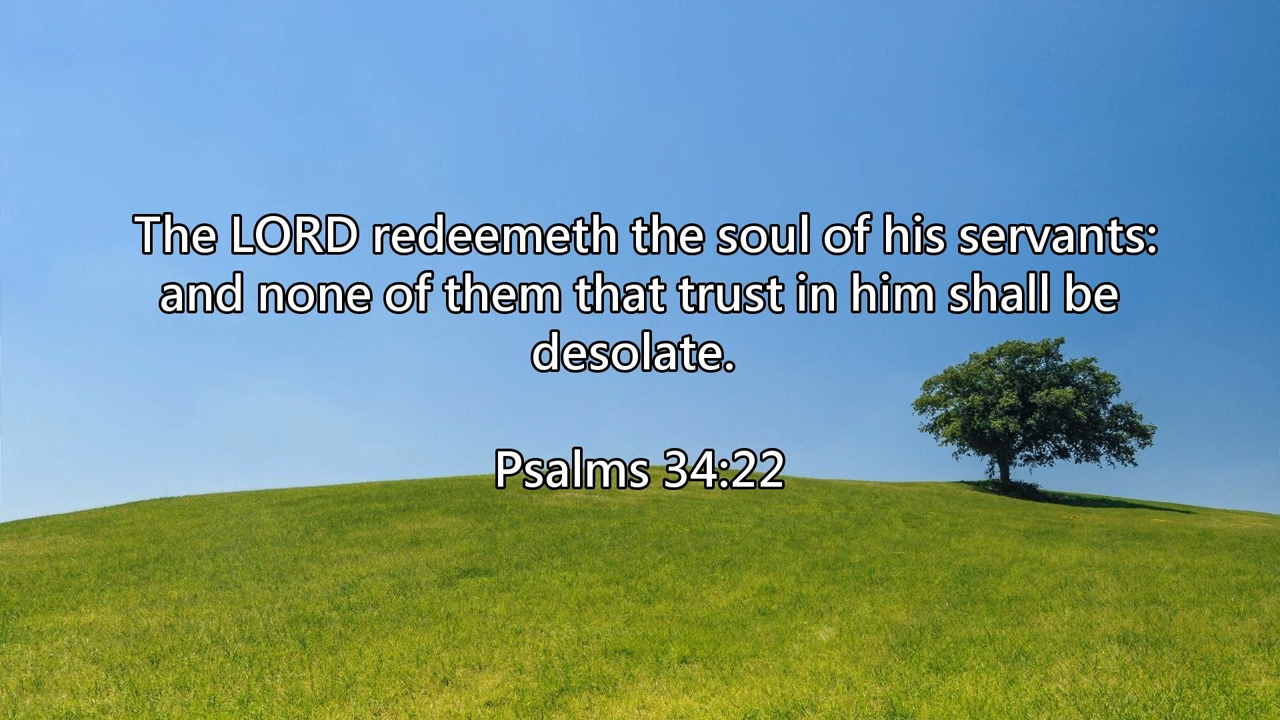 The LORD redeemeth the soul of his servants:
and none of them that trust in him shall be
desolate.
Psalms 34:22